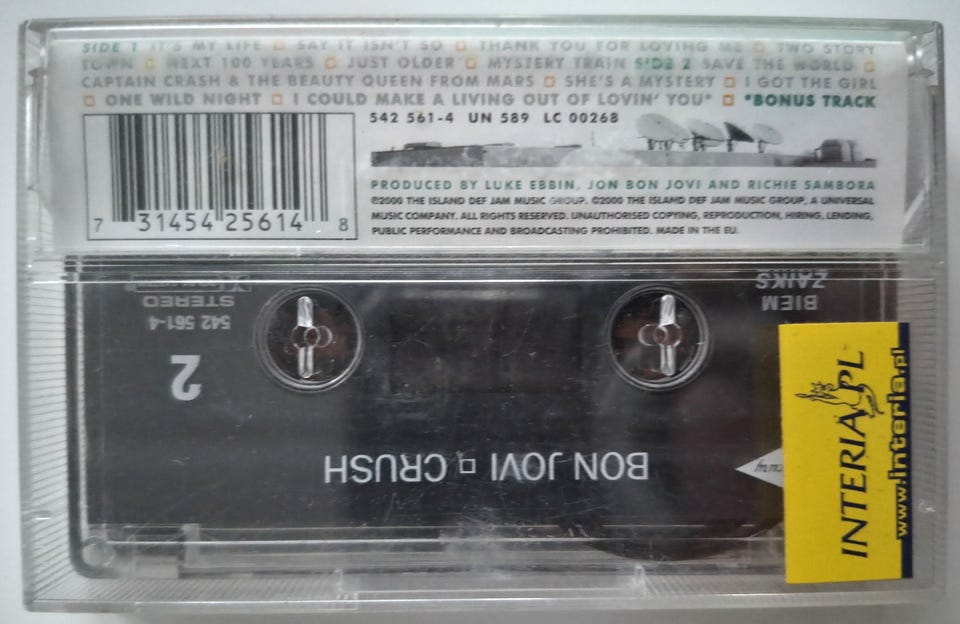 SIDE 1 IT'S MY LIFE □ SAY IT ISN'T SO □ THANK YOU FOR LOVING ME □ TWO STORY
TOWN □ NEXT 100 YEARS □ JUST OLDER □ MYSTERY TRAIN SIDE 2 SAVE THE WORLD □
CAPTAIN CRASH & THE BEAUTY QUEEN FROM MARS □ SHE'S A MYSTERY □ I GOT THE GIRL
□ ONE WILD NIGHT □ I COULD MAKE A LIVING OUT OF LOVIN' YOU* □ *BONUS TRACK
542 561-4 UN 589 LC 00268
7 31454 25614 8
PRODUCED BY LUKE EBBIN, JON BON JOVI AND RICHIE SAMBORA
℗2000 THE ISLAND DEF JAM MUSIC GROUP. ©2000 THE ISLAND DEF JAM MUSIC GROUP, A UNIVERSAL
MUSIC COMPANY. ALL RIGHTS RESERVED. UNAUTHORISED COPYING, REPRODUCTION, HIRING, LENDING,
PUBLIC PERFORMANCE AND BROADCASTING PROHIBITED. MADE IN THE EU.
BIEM
ZAIKS
STEREO
542 561-4
2
BON JOVI □ CRUSH
INTERIA.PL
www.interia.pl